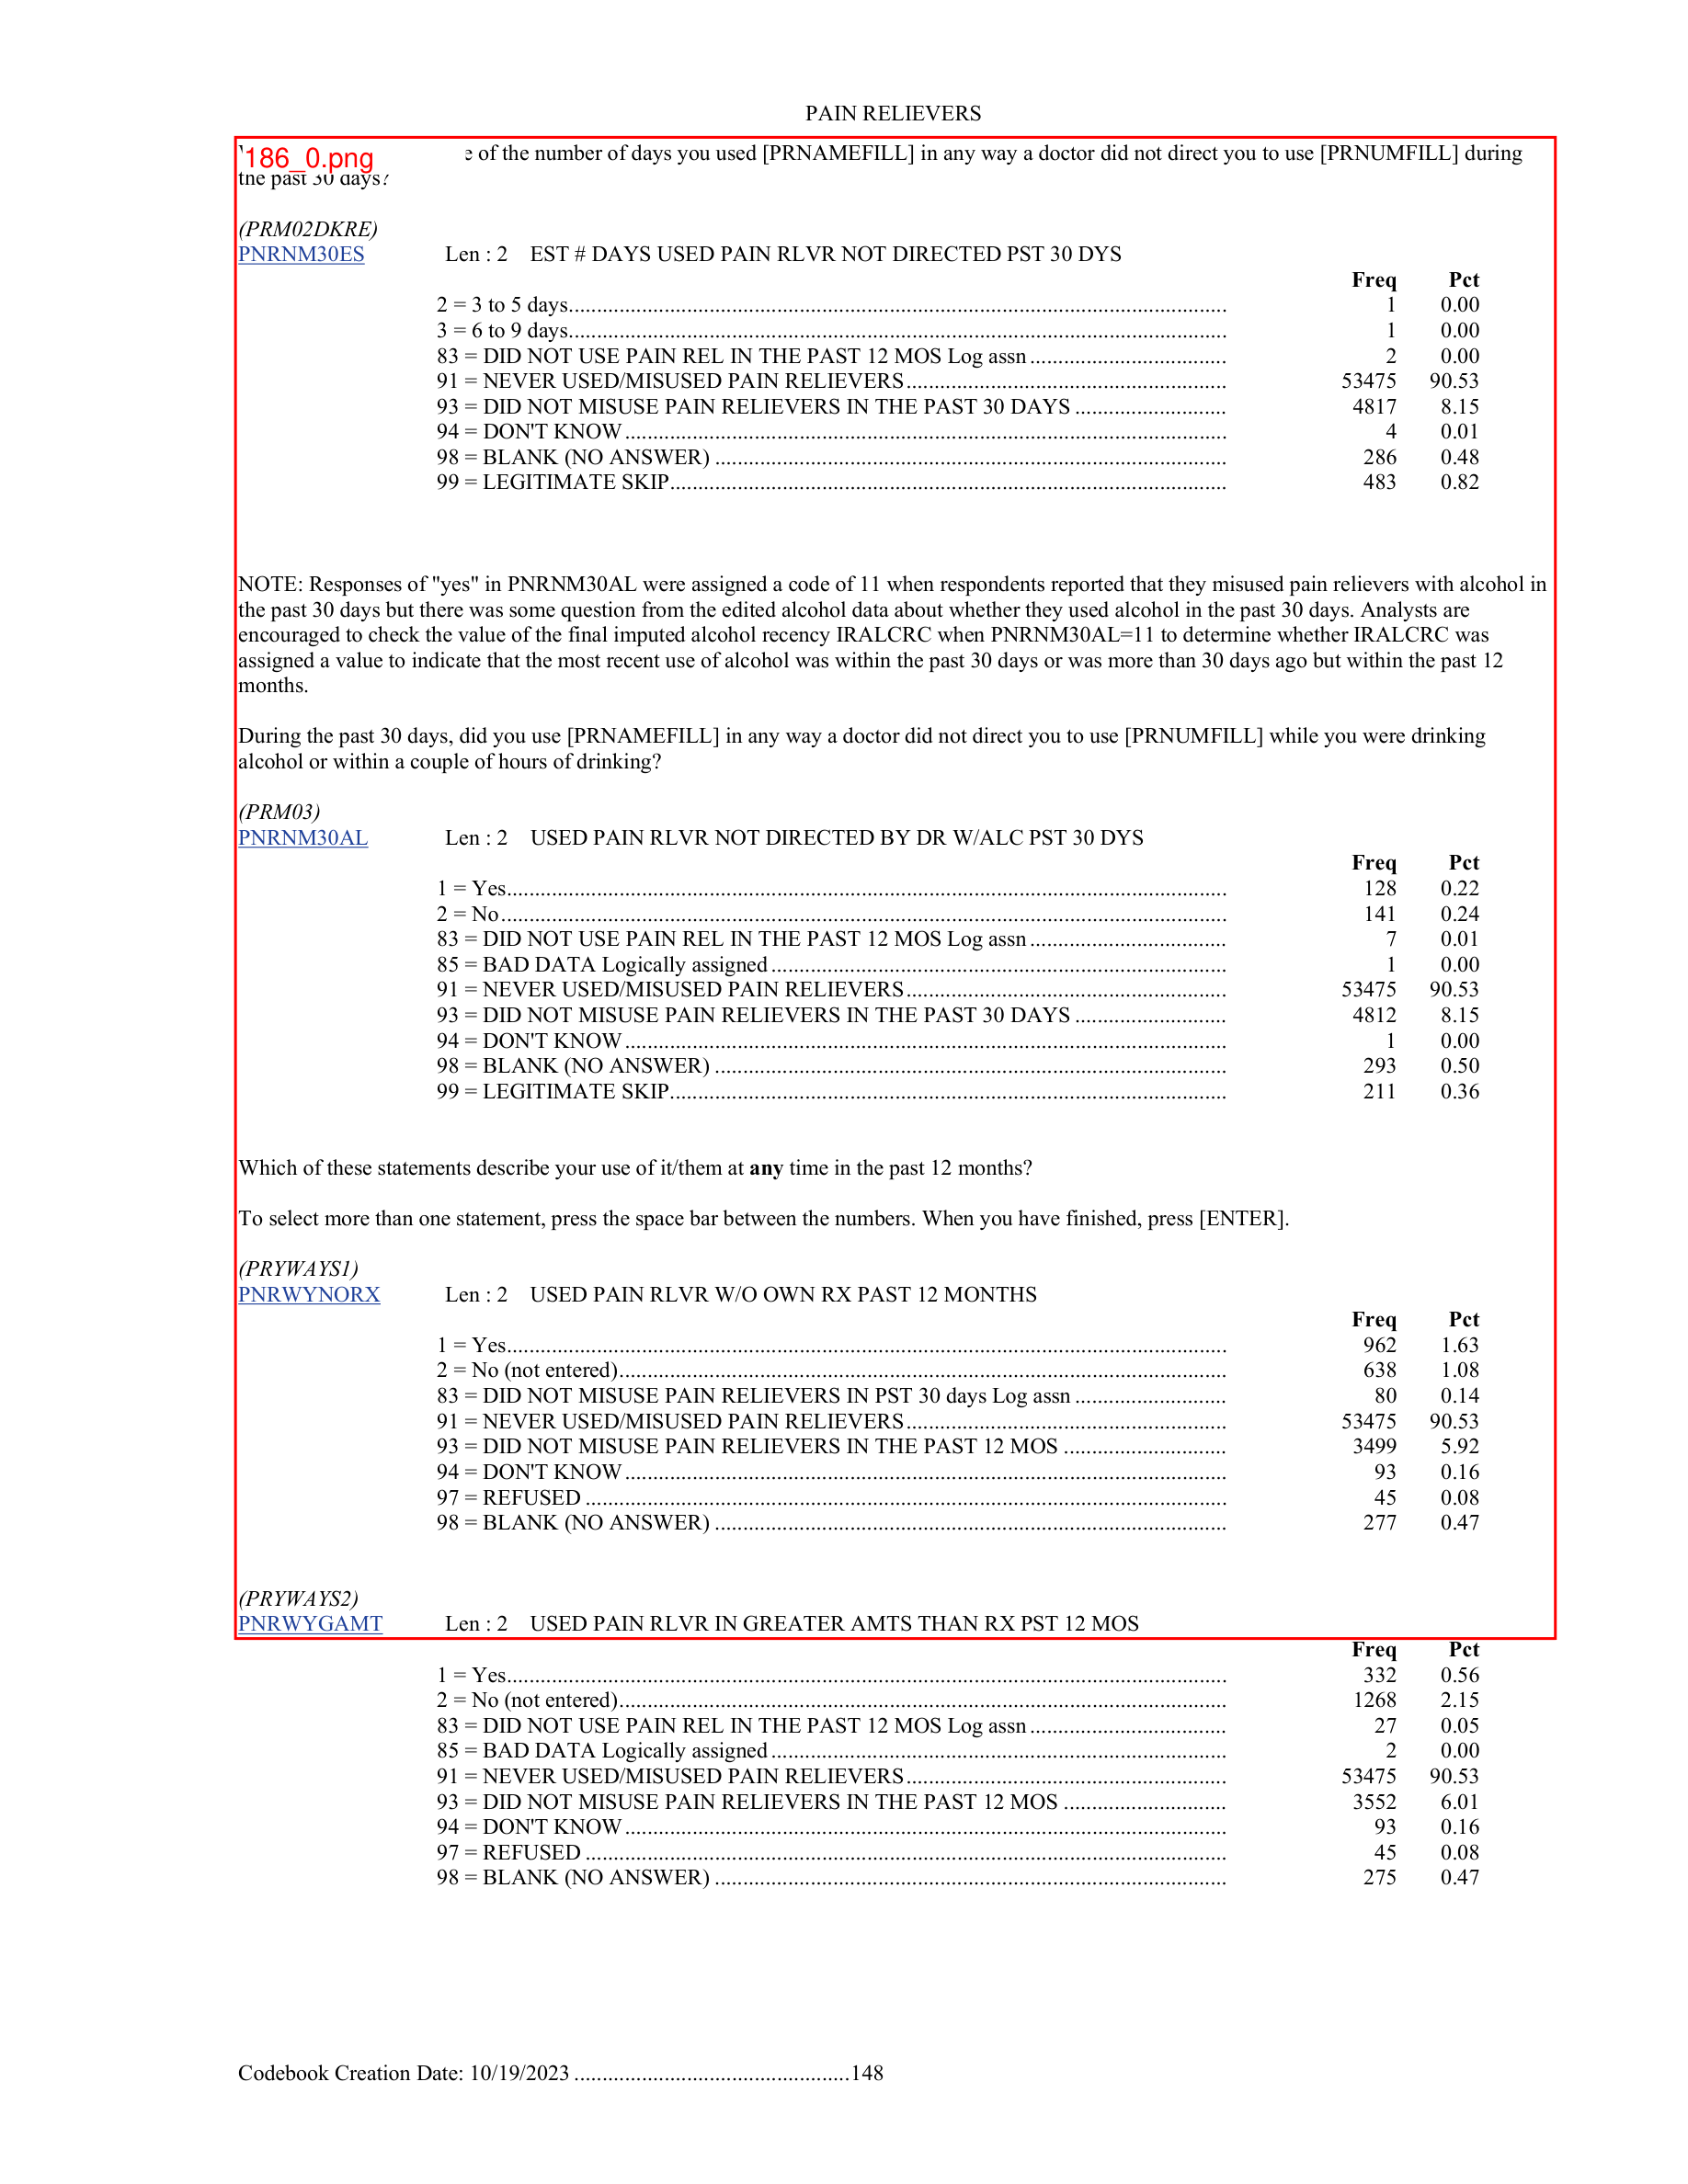 PAIN RELIEVERS
186_0.png
of the number of days you used [PRNAMEFILL] in any way a doctor did not direct you to use [PRNUMFILL] during
the past 30 days?
(PRM02DKRE)
PNRNM30ES Len : 2 EST # DAYS USED PAIN RLVR NOT DIRECTED PST 30 DYS
Freq Pct
2 = 3 to 5 days 1 0.00
3 = 6 to 9 days 1 0.00
83 = DID NOT USE PAIN REL IN THE PAST 12 MOS Log assn 2 0.00
91 = NEVER USED/MISUSED PAIN RELIEVERS 53475 90.53
93 = DID NOT MISUSE PAIN RELIEVERS IN THE PAST 30 DAYS 4817 8.15
94 = DON'T KNOW 4 0.01
98 = BLANK (NO ANSWER) 286 0.48
99 = LEGITIMATE SKIP 483 0.82
NOTE: Responses of "yes" in PNRNM30AL were assigned a code of 11 when respondents reported that they misused pain relievers with alcohol in
the past 30 days but there was some question from the edited alcohol data about whether they used alcohol in the past 30 days. Analysts are
encouraged to check the value of the final imputed alcohol recency IRALCRC when PNRNM30AL=11 to determine whether IRALCRC was
assigned a value to indicate that the most recent use of alcohol was within the past 30 days or was more than 30 days ago but within the past 12
months.
During the past 30 days, did you use [PRNAMEFILL] in any way a doctor did not direct you to use [PRNUMFILL] while you were drinking
alcohol or within a couple of hours of drinking?
(PRM03)
PNRNM30AL Len : 2 USED PAIN RLVR NOT DIRECTED BY DR W/ALC PST 30 DYS
Freq Pct
1 = Yes 128 0.22
2 = No 141 0.24
83 = DID NOT USE PAIN REL IN THE PAST 12 MOS Log assn 7 0.01
85 = BAD DATA Logically assigned 1 0.00
91 = NEVER USED/MISUSED PAIN RELIEVERS 53475 90.53
93 = DID NOT MISUSE PAIN RELIEVERS IN THE PAST 30 DAYS 4812 8.15
94 = DON'T KNOW 1 0.00
98 = BLANK (NO ANSWER) 293 0.50
99 = LEGITIMATE SKIP 211 0.36
Which of these statements describe your use of it/them at any time in the past 12 months?
To select more than one statement, press the space bar between the numbers. When you have finished, press [ENTER].
(PRYWAYS1)
PNRWYNORX Len : 2 USED PAIN RLVR W/O OWN RX PAST 12 MONTHS
Freq Pct
1 = Yes 962 1.63
2 = No (not entered) 638 1.08
83 = DID NOT MISUSE PAIN RELIEVERS IN PST 30 days Log assn 80 0.14
91 = NEVER USED/MISUSED PAIN RELIEVERS 53475 90.53
93 = DID NOT MISUSE PAIN RELIEVERS IN THE PAST 12 MOS 3499 5.92
94 = DON'T KNOW 93 0.16
97 = REFUSED 45 0.08
98 = BLANK (NO ANSWER) 277 0.47
(PRYWAYS2)
PNRWYGAMT Len : 2 USED PAIN RLVR IN GREATER AMTS THAN RX PST 12 MOS
Freq Pct
1 = Yes 332 0.56
2 = No (not entered) 1268 2.15
83 = DID NOT USE PAIN REL IN THE PAST 12 MOS Log assn 27 0.05
85 = BAD DATA Logically assigned 2 0.00
91 = NEVER USED/MISUSED PAIN RELIEVERS 53475 90.53
93 = DID NOT MISUSE PAIN RELIEVERS IN THE PAST 12 MOS 3552 6.01
94 = DON'T KNOW 93 0.16
97 = REFUSED 45 0.08
98 = BLANK (NO ANSWER) 275 0.47
Codebook Creation Date: 10/19/2023 148